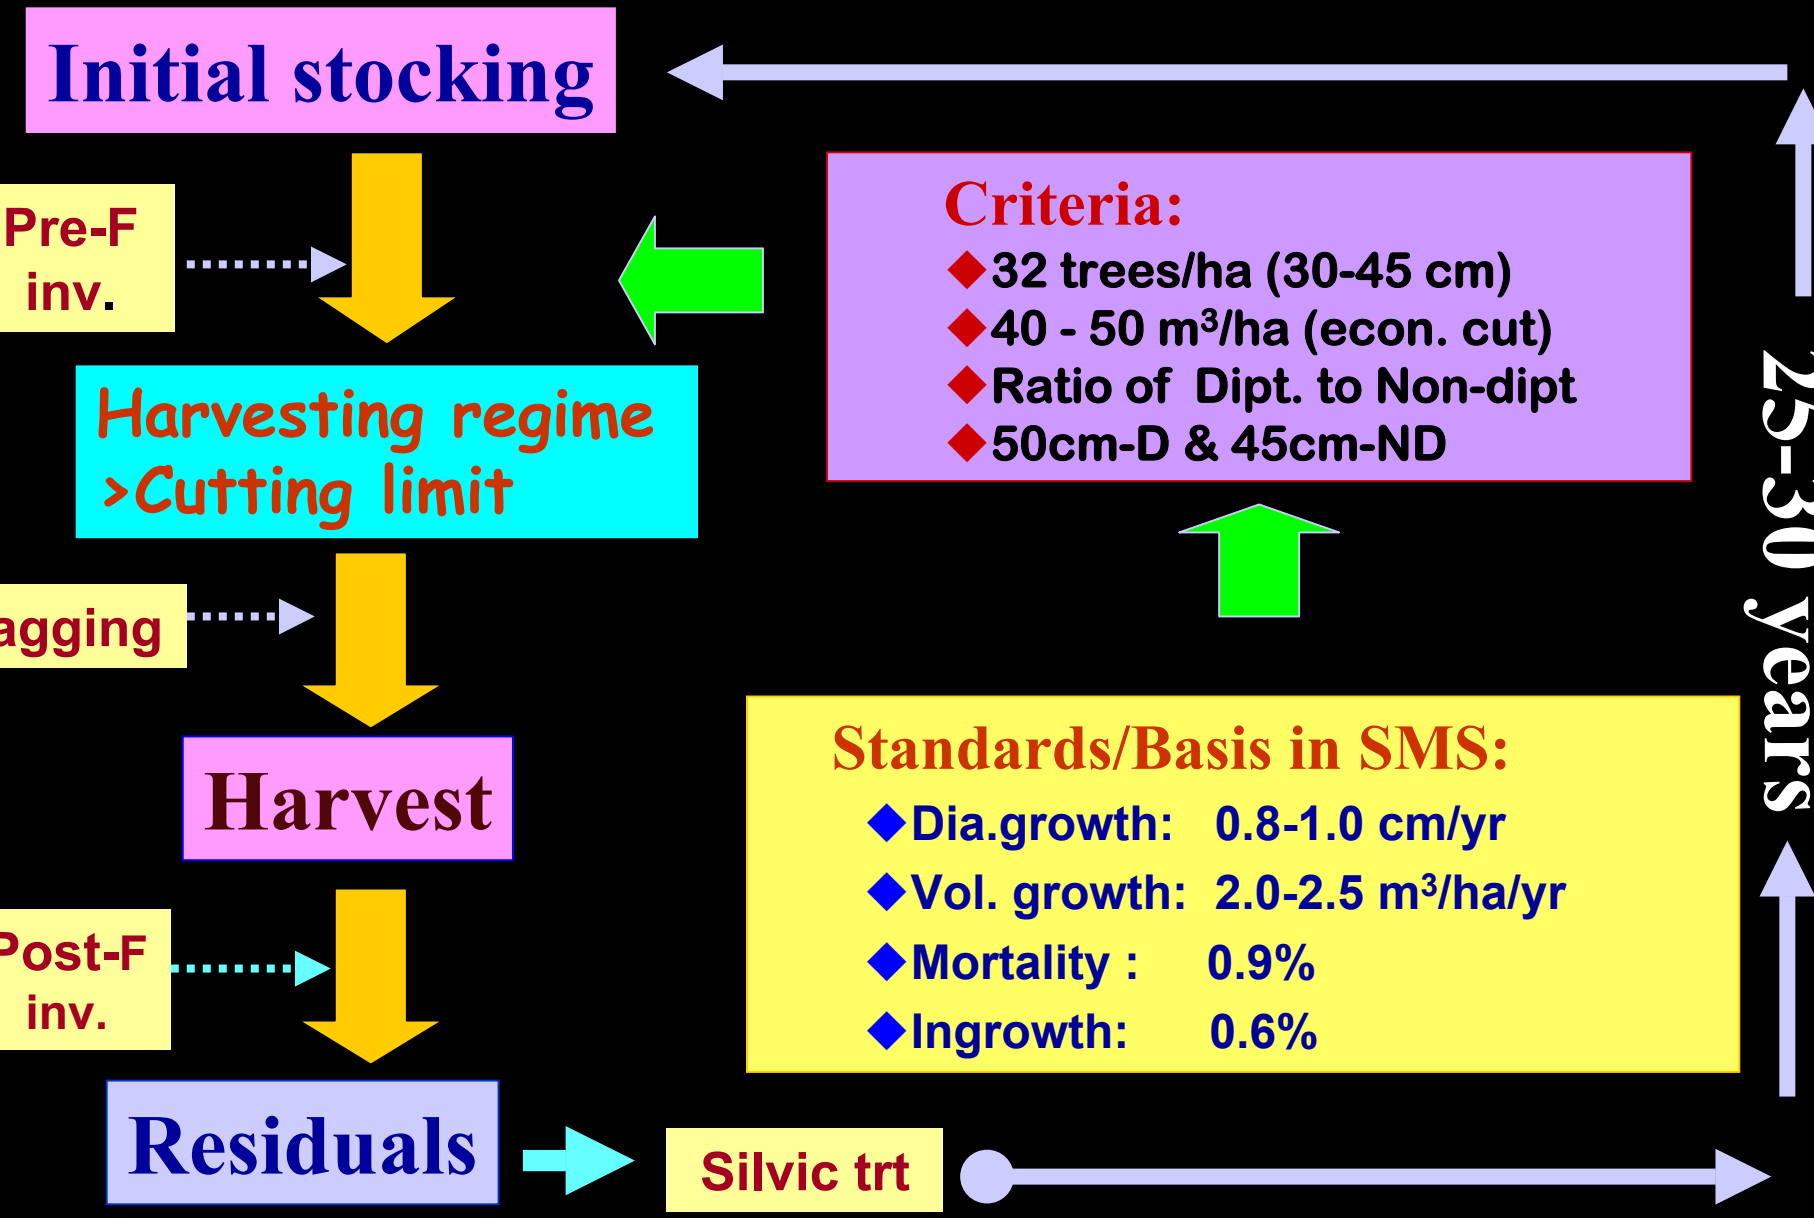 Initial stocking
Pre-F
inv.
Criteria:
32 trees/ha (30-45 cm)
40 - 50 m³/ha (econ. cut)
Ratio of Dipt. to Non-dipt
50cm-D & 45cm-ND
Harvesting regime
>Cutting limit
agging
Harvest
Standards/Basis in SMS:
Dia.growth: 0.8-1.0 cm/yr
Vol. growth: 2.0-2.5 m³/ha/yr
Mortality : 0.9%
Ingrowth: 0.6%
Post-F
inv.
Residuals
Silvic trt
25-30 years